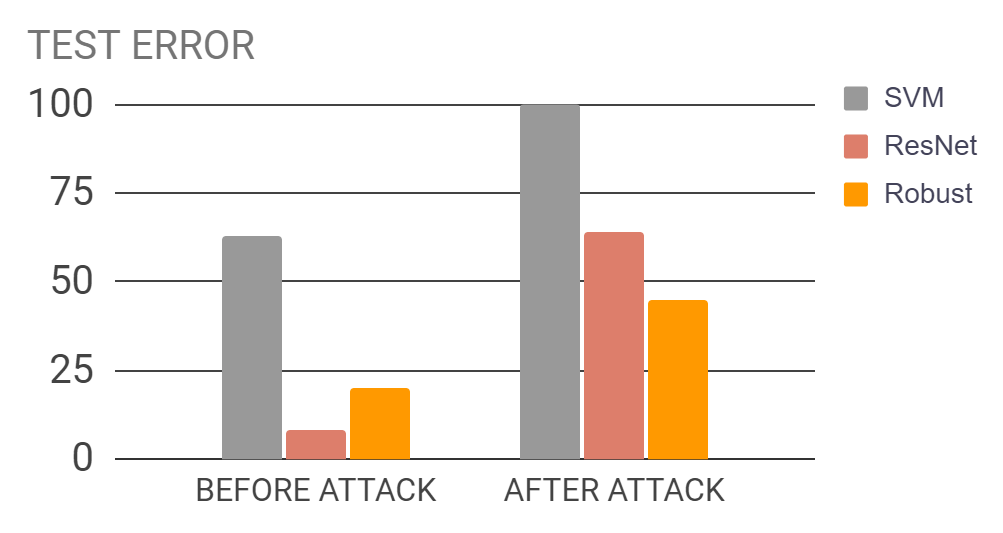 TEST ERROR
100
75
50
25
0
BEFORE ATTACK
AFTER ATTACK
SVM
ResNet
Robust